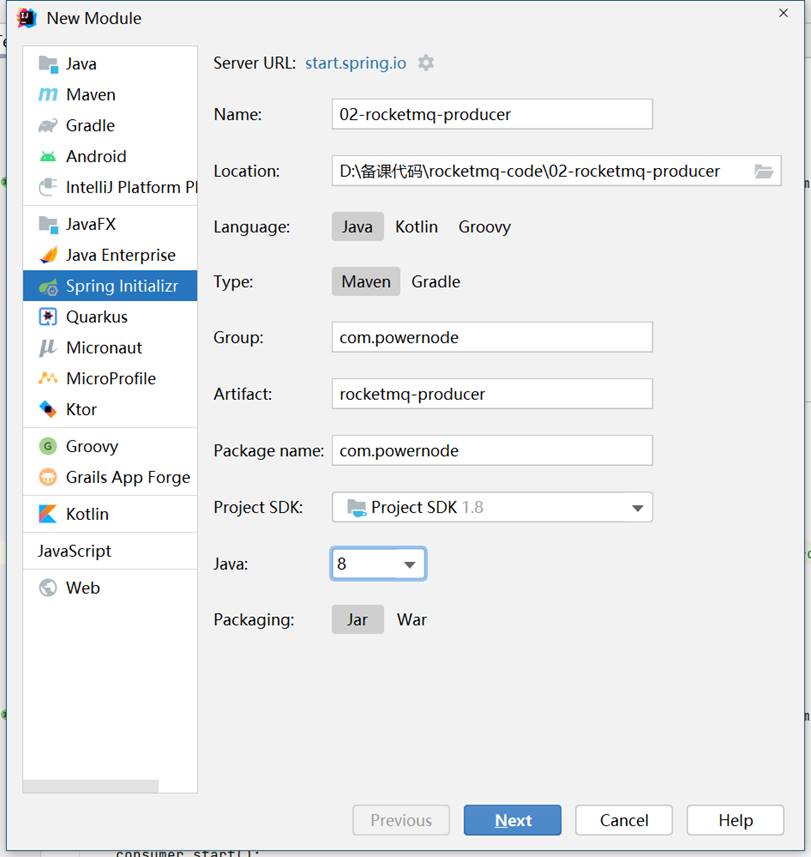 New Module
Java
Maven
Gradle
Android
IntelliJ Platform Pl
JavaFX
Java Enterprise
Spring Initializr
Quarkus
Micronaut
MicroProfile
Ktor
Groovy
Grails App Forge
Kotlin
JavaScript
Web
Server URL: start.spring.io
Name: 02-rocketmq-producer
Location: D:\备课代码\rocketmq-code\02-rocketmq-producer
Language: Java Kotlin Groovy
Type: Maven Gradle
Group: com.powernode
Artifact: rocketmq-producer
Package name: com.powernode
Project SDK: Project SDK 1.8
Java: 8
Packaging: Jar War
Previous Next Cancel Help
consumer.start();